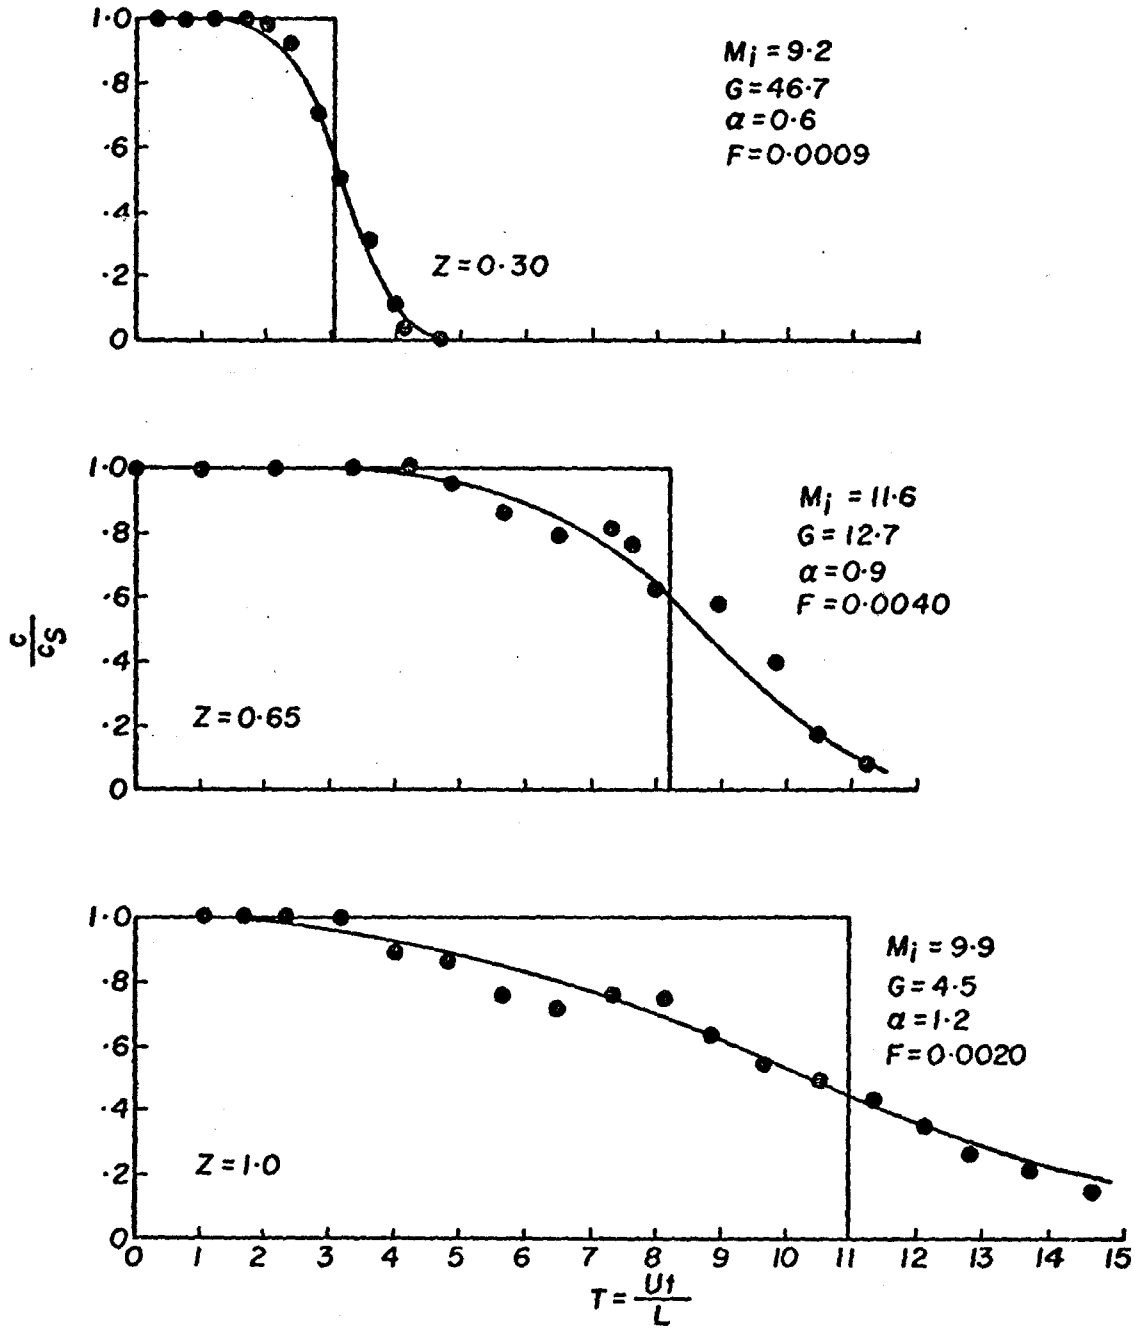 1.0
.8
.6
.4
.2
0
Mi = 9.2
G = 46.7
α = 0.6
F = 0.0009
Z = 0.30
1.0
.8
.6
.4
.2
0
Mi = 11.6
G = 12.7
α = 0.9
F = 0.0040
Z = 0.65
c/cS
1.0
.8
.6
.4
.2
0
Mi = 9.9
G = 4.5
α = 1.2
F = 0.0020
Z = 1.0
0 1 2 3 4 5 6 7 8 9 10 11 12 13 14 15
T = Ut/L